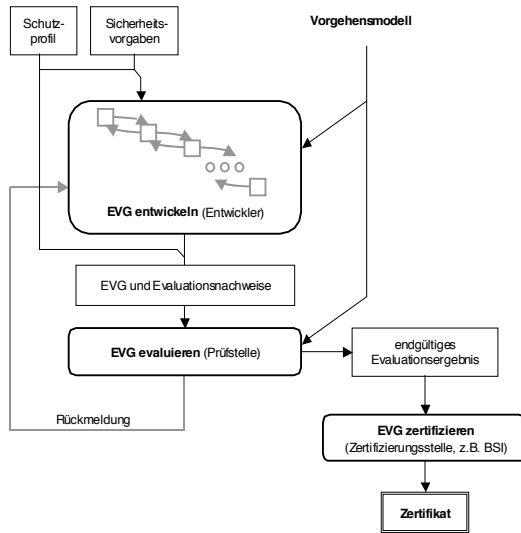 Schutz-
profil
Sicherheits-
vorgaben
Vorgehensmodell
EVG entwickeln (Entwickler)
EVG und Evaluationsnachweise
EVG evaluieren (Prüfstelle)
endgültiges
Evaluationsergebnis
Rückmeldung
EVG zertifizieren
(Zertifizierungsstelle, z.B. BSI)
Zertifikat